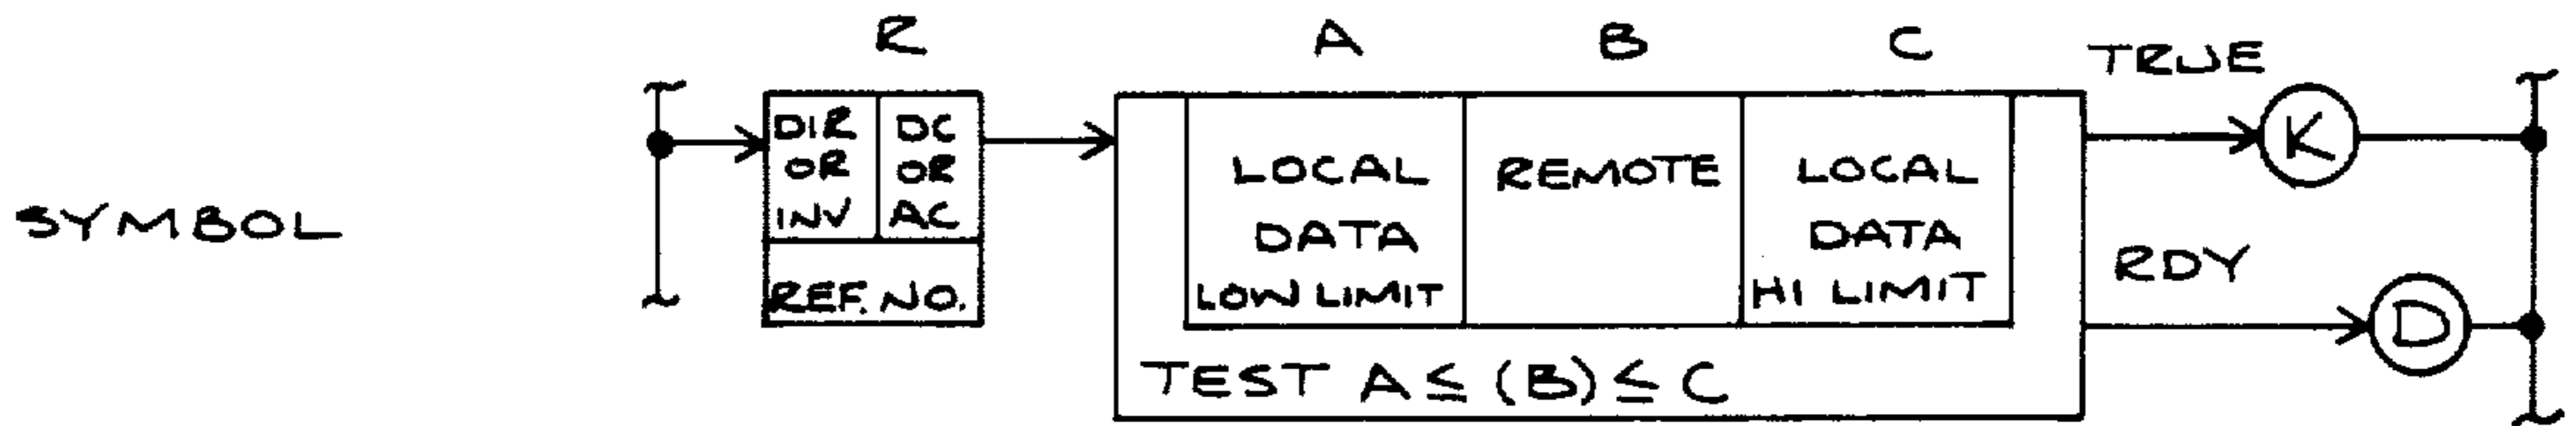 SYMBOL
R
DIR OR INV
DC OR AC
REF. NO.
A
B
C
LOCAL
DATA
LOW LIMIT
REMOTE
LOCAL
DATA
HI LIMIT
TEST A ≤ (B) ≤ C
TRUE
K
RDY
D